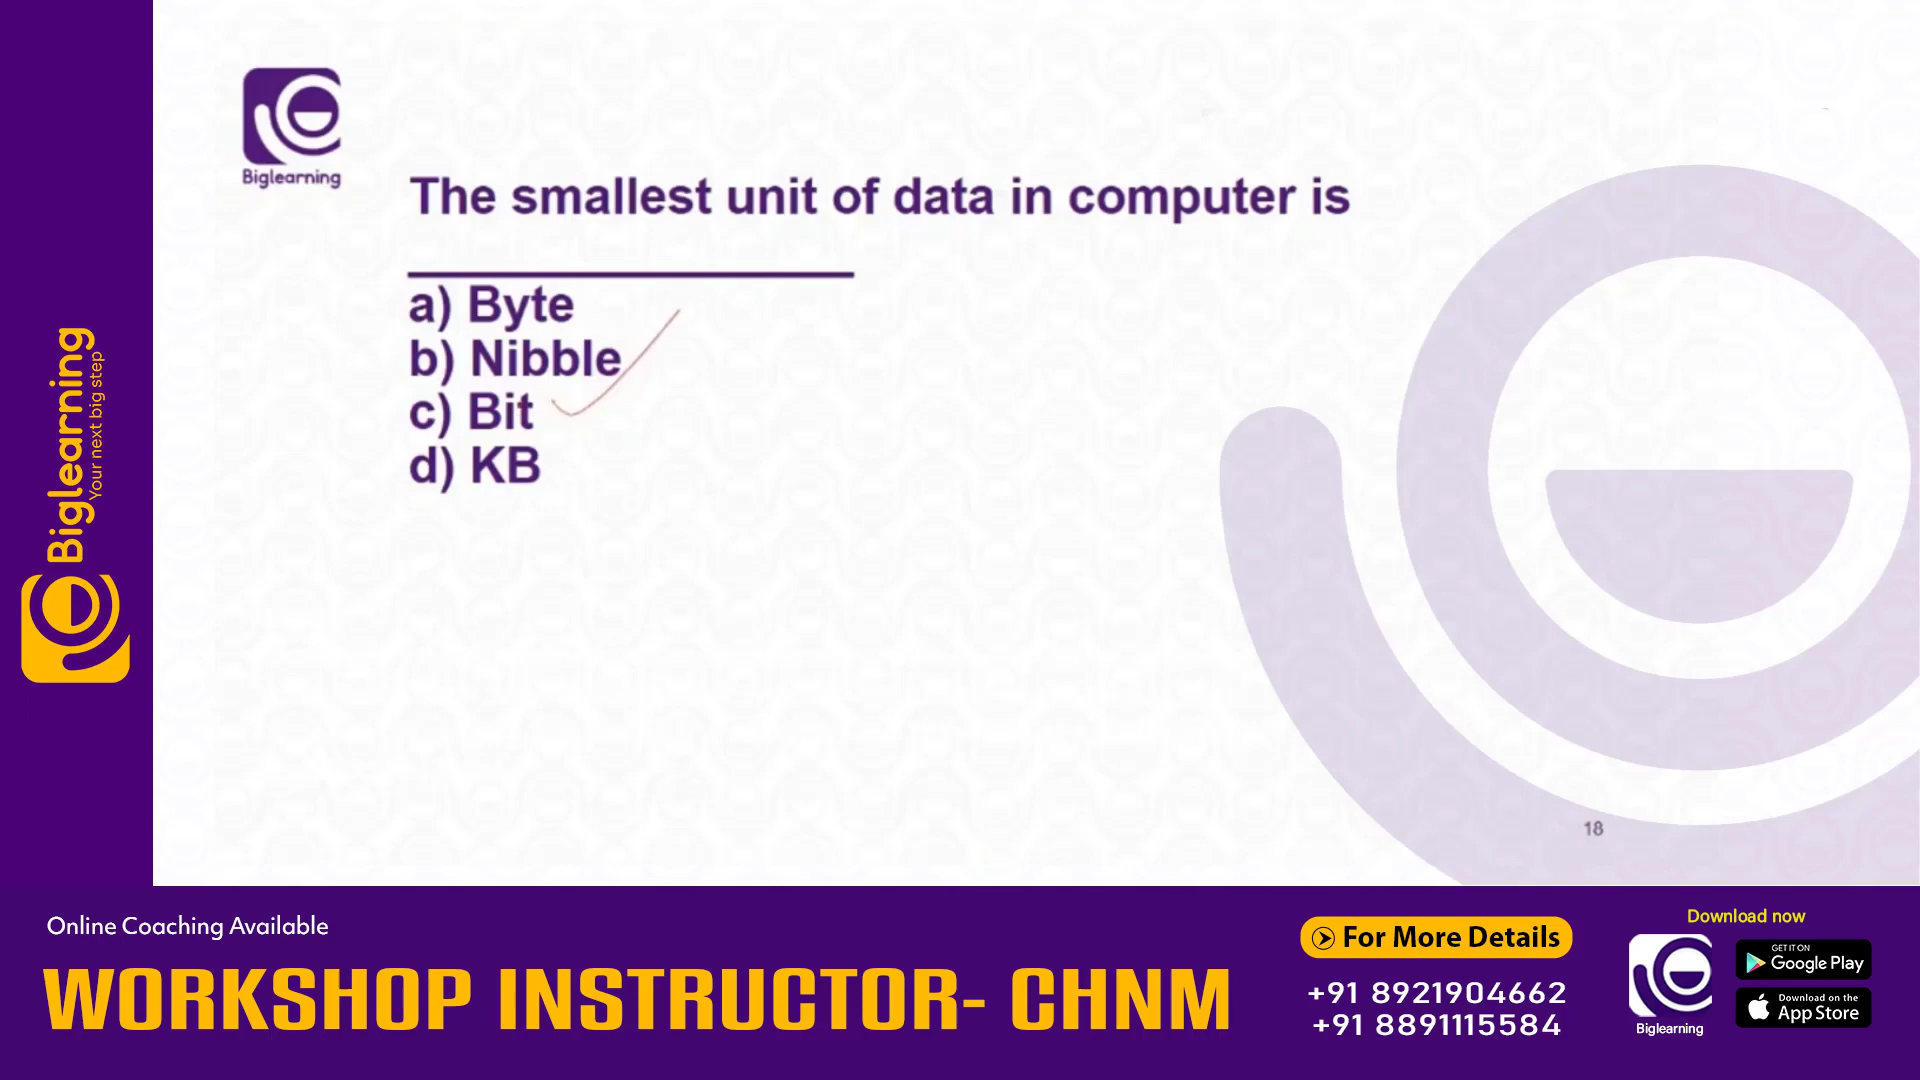 Biglearning
The smallest unit of data in computer is
a) Byte
b) Nibble
c) Bit
d) KB
18
Biglearning
Your next big step
Online Coaching Available
WORKSHOP INSTRUCTOR- CHNM
For More Details
+91 8921904662
+91 8891115584
Download now
Biglearning
GET IT ON
Google Play
Download on the
App Store